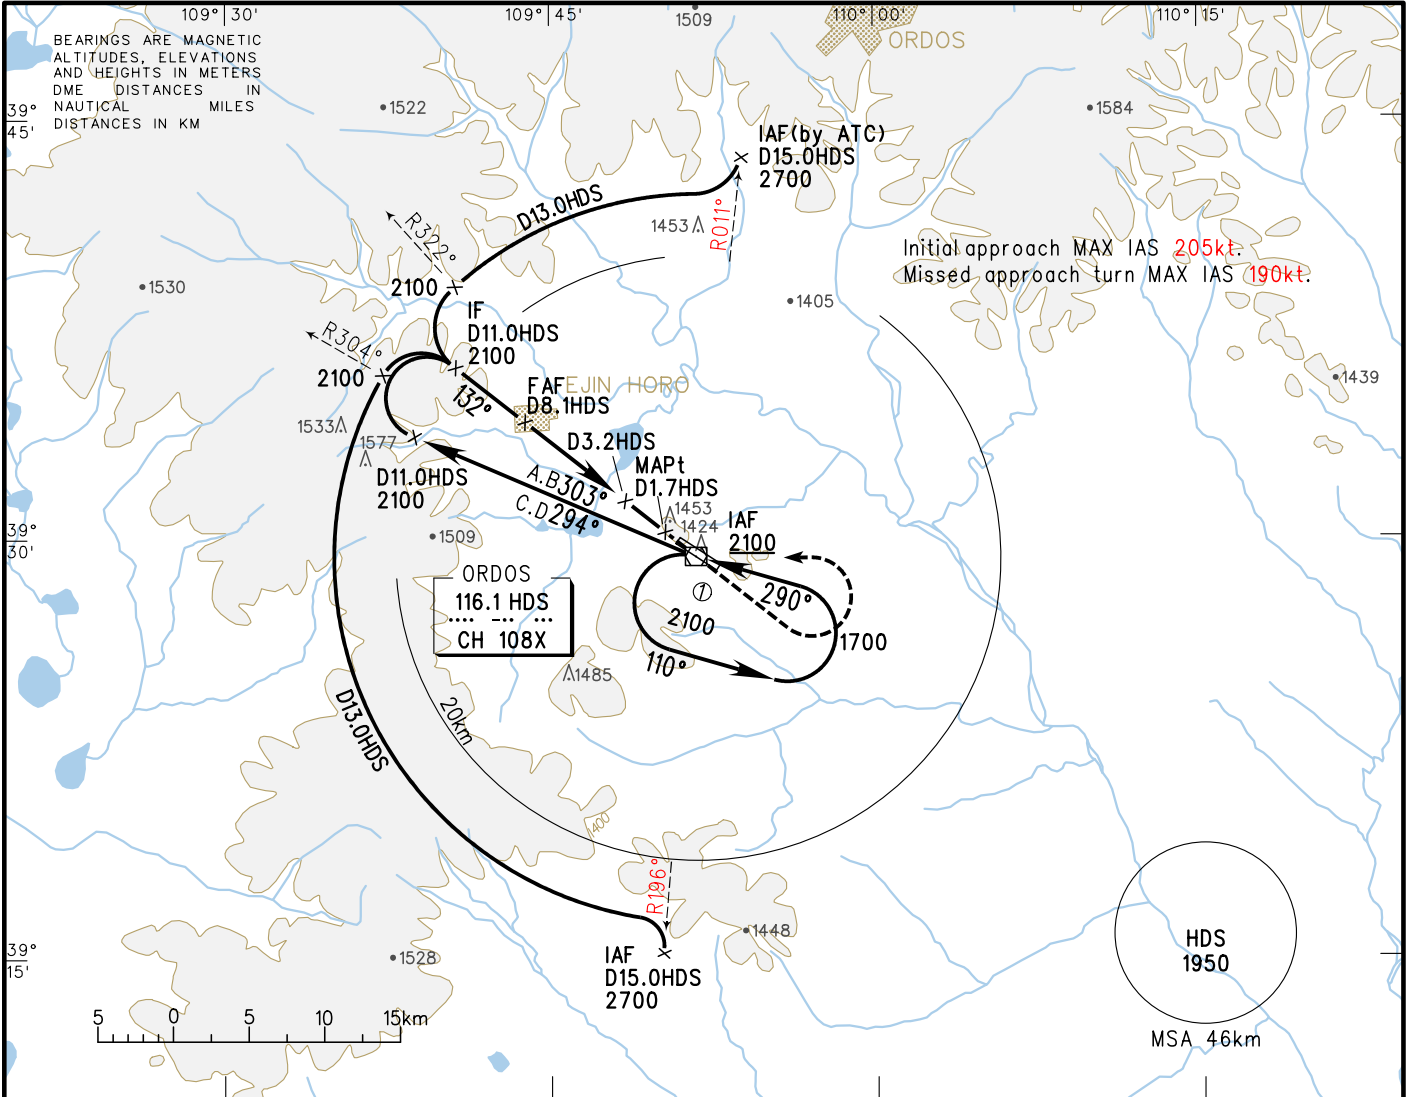 109° 30'
109° 45'
1509
110° 00'
110° 15'
BEARINGS ARE MAGNETIC
ALTITUDES, ELEVATIONS
AND HEIGHTS IN METERS
DME DISTANCES IN
NAUTICAL MILES
DISTANCES IN KM
ORDOS
39°
45'
1522
1584
IAF(by ATC)
D15.0HDS
2700
D13.0HDS
R011°
1453
R322°
Initial approach MAX IAS 205kt.
Missed approach turn MAX IAS 190kt.
2100
1530
1405
IF
D11.0HDS
2100
R304°
2100
132°
FAF
D8.1HDS
EJIN HORO
1439
1533
1577
D3.2HDS
MAPt
D1.7HDS
D11.0HDS
2100
A.B303°
C.D294°
1453
1424
IAF
2100
39°
30'
1509
ORDOS
116.1 HDS
.... -.. ...
CH 108X
1
2100
290°
1700
110°
1485
D13.0HDS
20km
1400
R196°
1448
IAF
D15.0HDS
2700
39°
15'
1528
HDS
1950
MSA 46km
5 0 5 10 15km